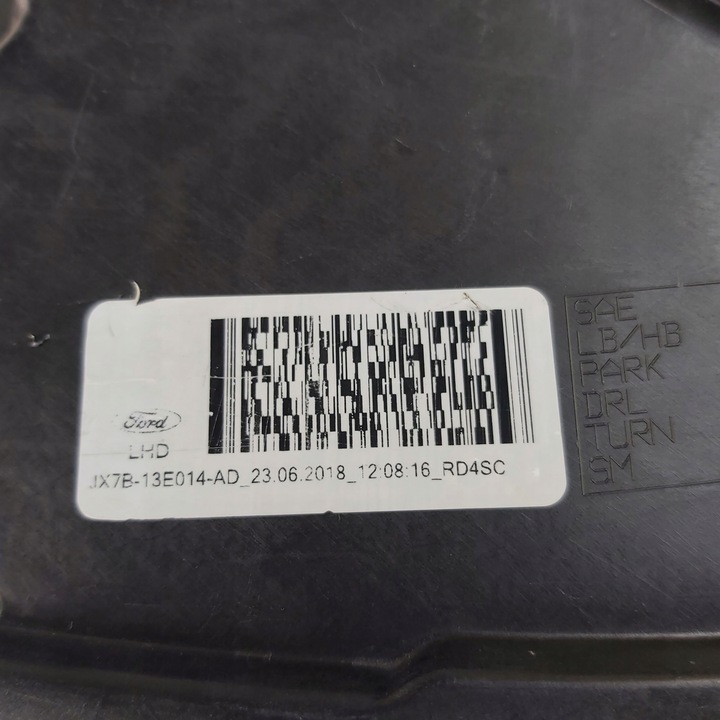 Ford
LHD
JX7B-13E014-AD_23.06.2018_12:08:16_RD4SC
SAE
LB/HB
PARK
DRL
TURN
SM